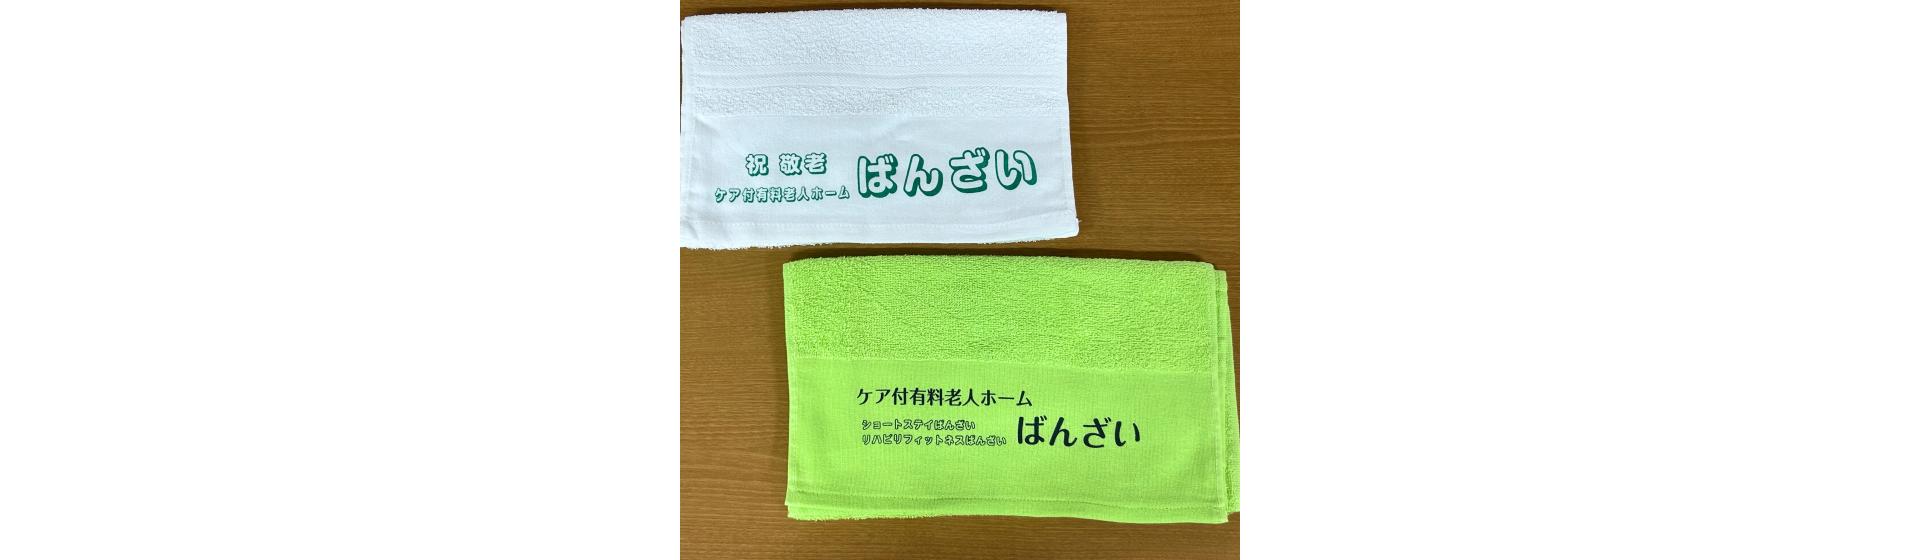 祝 敬老
ケア付有料老人ホーム ばんざい
ケア付有料老人ホーム
ショートステイばんざい
リハビリフィットネスばんざい ばんざい